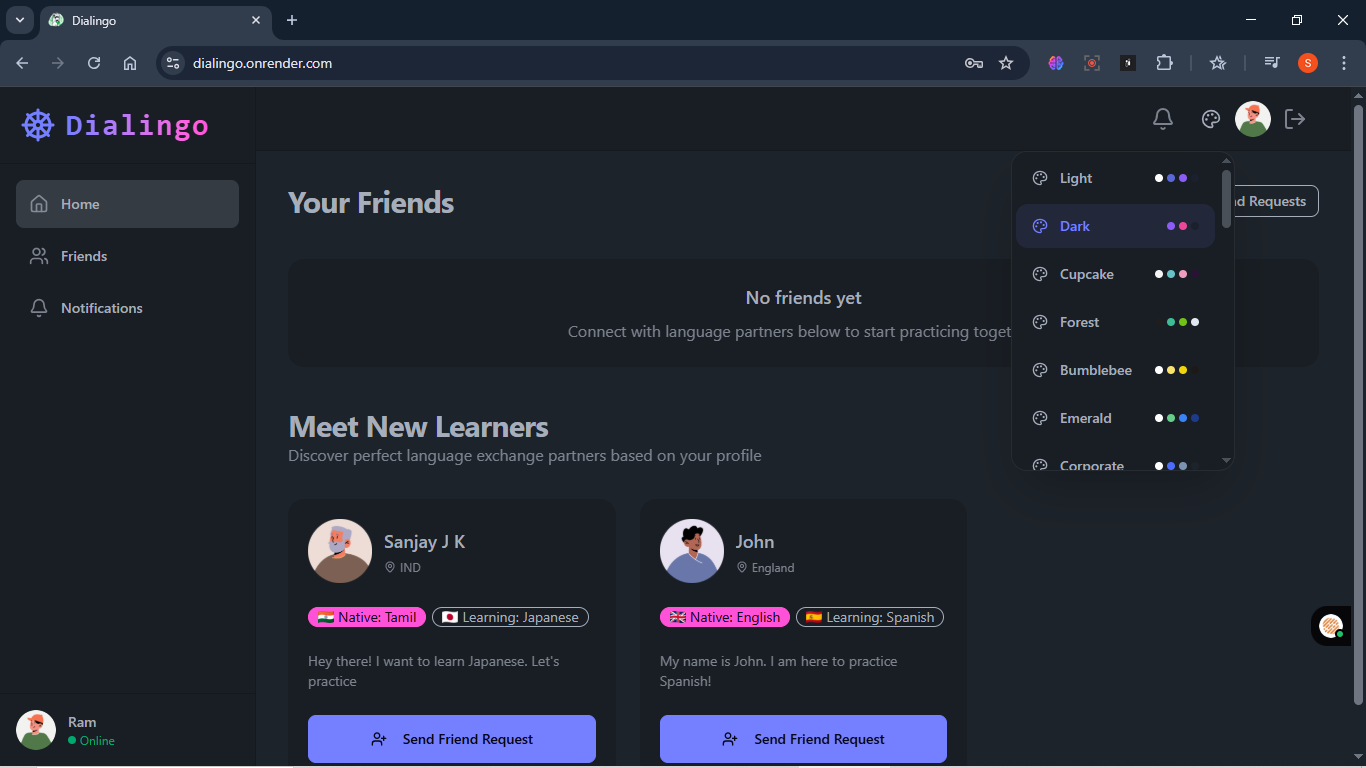 Dialingo
dialingo.onrender.com
S
Dialingo
Home
Friends
Notifications
Light
Dark
Cupcake
Forest
Bumblebee
Emerald
Corporate
Your Friends
Requests
No friends yet
Connect with language partners below to start practicing
Meet New Learners
Discover perfect language exchange partners based on your profile
Sanjay J K
IND
Native: Tamil
Learning: Japanese
Hey there! I want to learn Japanese. Let's
practice
Send Friend Request
John
England
Native: English
Learning: Spanish
My name is John. I am here to practice
Spanish!
Send Friend Request
Ram
Online